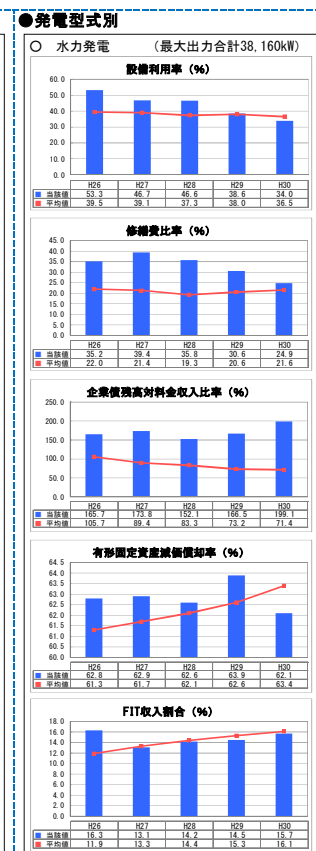 ●発電型式別
○ 水力発電 (最大出力合計38,160kW)
設備利用率（%）
60.0
50.0
40.0
30.0
20.0
10.0
0.0
H26 H27 H28 H29 H30
当該値 53.3 46.7 46.6 38.6 34.0
平均値 39.5 39.1 37.3 38.0 36.5
修繕費比率（%）
45.0
40.0
35.0
30.0
25.0
20.0
15.0
10.0
5.0
0.0
H26 H27 H28 H29 H30
当該値 35.2 39.4 35.8 30.6 24.9
平均値 22.0 21.4 19.3 20.6 21.6
企業債残高対料金収入比率（%）
250.0
200.0
150.0
100.0
50.0
0.0
H26 H27 H28 H29 H30
当該値 165.7 173.8 152.1 166.5 199.1
平均値 105.7 89.4 83.3 73.2 71.4
有形固定資産減価償却率（%）
64.5
64.0
63.5
63.0
62.5
62.0
61.5
61.0
60.5
60.0
H26 H27 H28 H29 H30
当該値 62.8 62.9 62.6 63.9 62.1
平均値 61.3 61.7 62.1 62.6 63.4
FIT収入割合（%）
18.0
16.0
14.0
12.0
10.0
8.0
6.0
4.0
2.0
0.0
H26 H27 H28 H29 H30
当該値 16.3 13.1 14.2 14.5 15.7
平均値 11.9 13.3 14.4 15.3 16.1